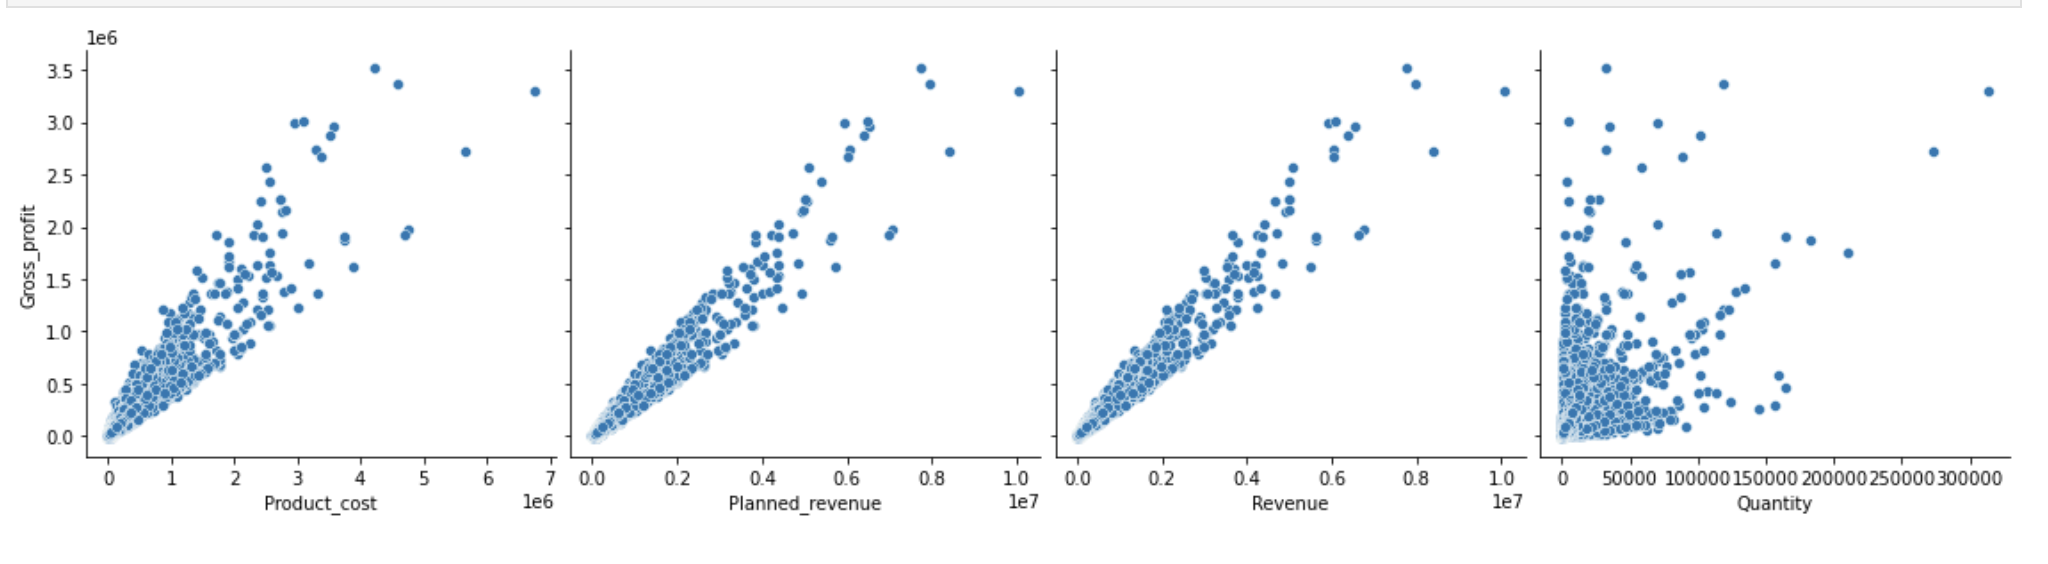 1e6
3.5
3.0
2.5
2.0
1.5
1.0
0.5
0.0
Gross_profit
0 1 2 3 4 5 6 7
Product_cost
1e6
0.0 0.2 0.4 0.6 0.8 1.0
Planned_revenue
1e7
0.0 0.2 0.4 0.6 0.8 1.0
Revenue
1e7
0 50000 100000 150000 200000 250000 300000
Quantity